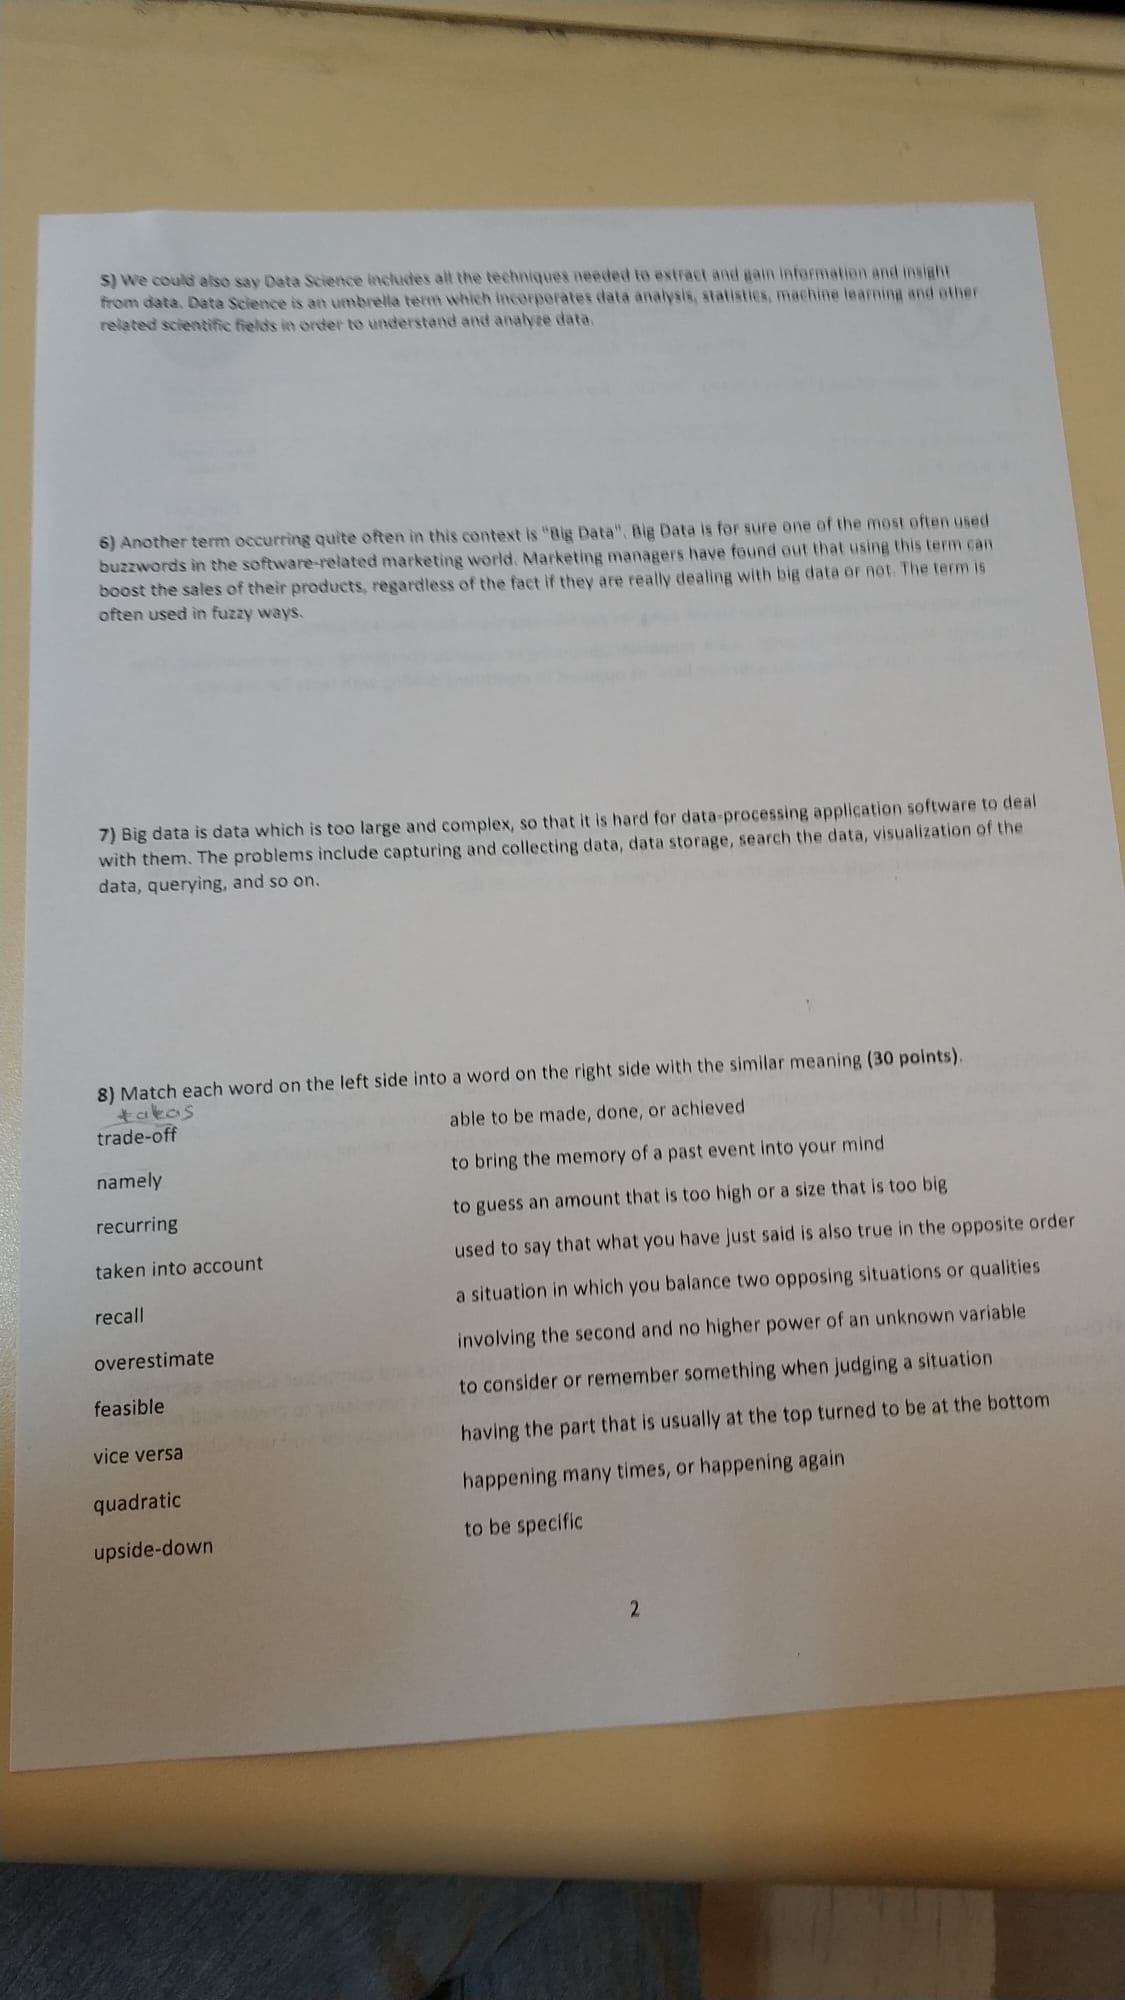 5) We could also say Data Science includes all the techniques needed to extract and gain information and insight
from data. Data Science is an umbrella term which incorporates data analysis, statistics, machine learning and other
related scientific fields in order to understand and analyze data.
6) Another term occurring quite often in this context is "Big Data". Big Data is for sure one of the most often used
buzzwords in the software-related marketing world. Marketing managers have found out that using this term can
boost the sales of their products, regardless of the fact if they are really dealing with big data or not. The term is
often used in fuzzy ways.
7) Big data is data which is too large and complex, so that it is hard for data-processing application software to deal
with them. The problems include capturing and collecting data, data storage, search the data, visualization of the
data, querying, and so on.
8) Match each word on the left side into a word on the right side with the similar meaning (30 points).
takas
trade-off
namely
recurring
taken into account
recall
overestimate
feasible
vice versa
quadratic
upside-down
able to be made, done, or achieved
to bring the memory of a past event into your mind
to guess an amount that is too high or a size that is too big
used to say that what you have just said is also true in the opposite order
a situation in which you balance two opposing situations or qualities
involving the second and no higher power of an unknown variable
to consider or remember something when judging a situation
having the part that is usually at the top turned to be at the bottom
happening many times, or happening again
to be specific
2